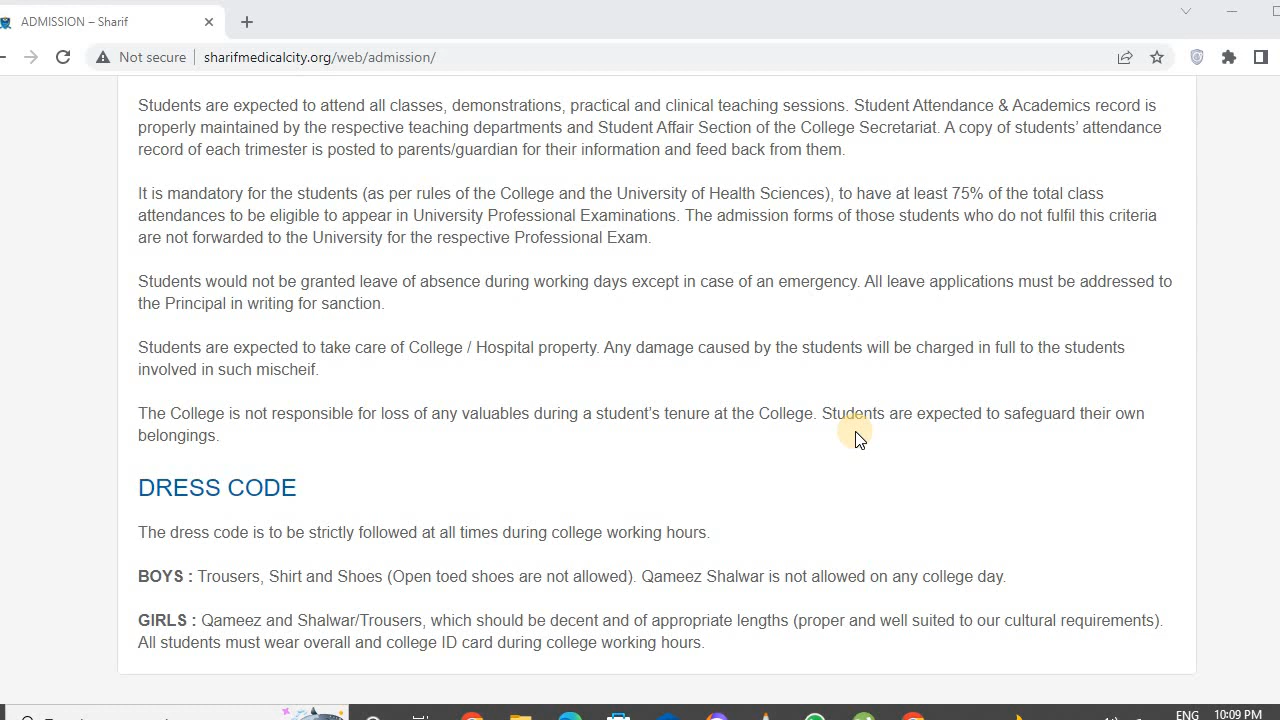 ADMISSION – Sharif
Not secure
sharifmedicalcity.org/web/admission/
Students are expected to attend all classes, demonstrations, practical and clinical teaching sessions. Student Attendance & Academics record is
properly maintained by the respective teaching departments and Student Affair Section of the College Secretariat. A copy of students’ attendance
record of each trimester is posted to parents/guardian for their information and feed back from them.
It is mandatory for the students (as per rules of the College and the University of Health Sciences), to have at least 75% of the total class
attendances to be eligible to appear in University Professional Examinations. The admission forms of those students who do not fulfil this criteria
are not forwarded to the University for the respective Professional Exam.
Students would not be granted leave of absence during working days except in case of an emergency. All leave applications must be addressed to
the Principal in writing for sanction.
Students are expected to take care of College / Hospital property. Any damage caused by the students will be charged in full to the students
involved in such mischeif.
The College is not responsible for loss of any valuables during a student’s tenure at the College. Students are expected to safeguard their own
belongings.
DRESS CODE
The dress code is to be strictly followed at all times during college working hours.
BOYS : Trousers, Shirt and Shoes (Open toed shoes are not allowed). Qameez Shalwar is not allowed on any college day.
GIRLS : Qameez and Shalwar/Trousers, which should be decent and of appropriate lengths (proper and well suited to our cultural requirements).
All students must wear overall and college ID card during college working hours.
ENG
10:09 PM